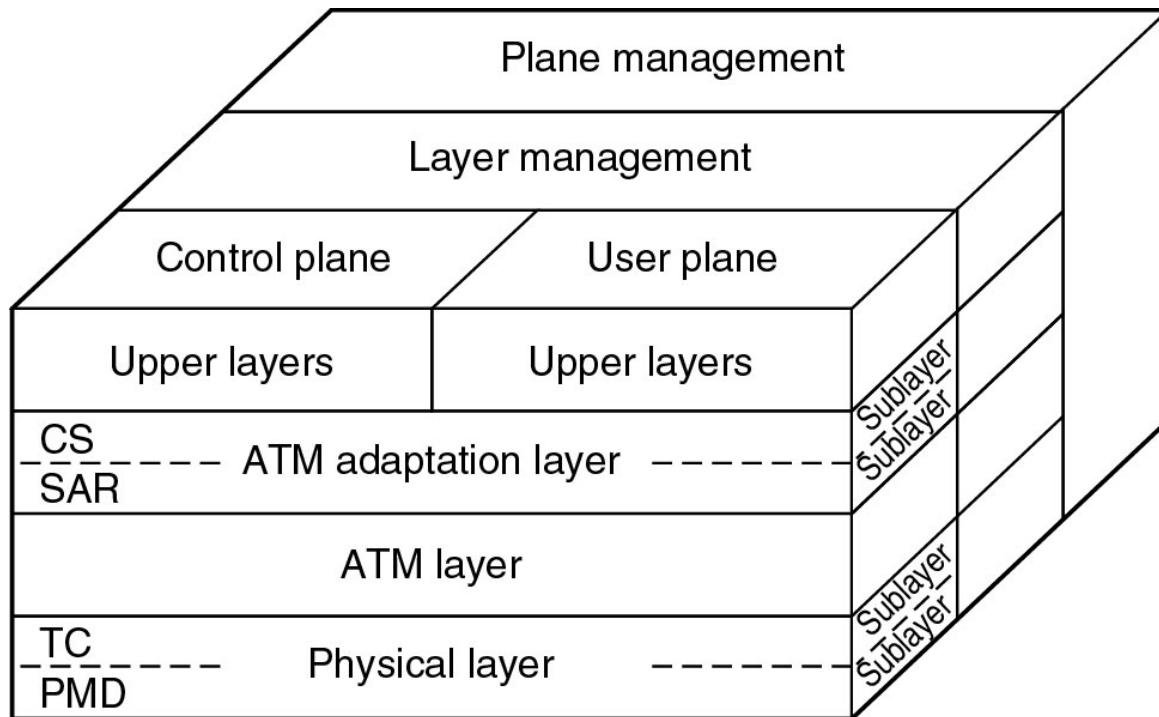 Plane management
Layer management
Control plane
User plane
Upper layers
Upper layers
Sublayer
Sublayer
CS
ATM adaptation layer
SAR
ATM layer
Sublayer
Sublayer
TC
Physical layer
PMD